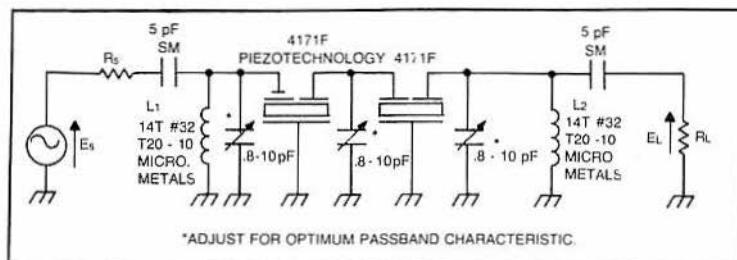 5 pF
SM
4171F
PIEZOTECHNOLOGY 4171F
5 pF
SM
Rs
L1
14T #32
T20 - 10
MICRO.
METALS
Es
*
.8-10pF
*
.8-10pF
*
.8 - 10 pF
L2
14T #32
T20-10
MICRO
METALS
EL
RL
*ADJUST FOR OPTIMUM PASSBAND CHARACTERISTIC.